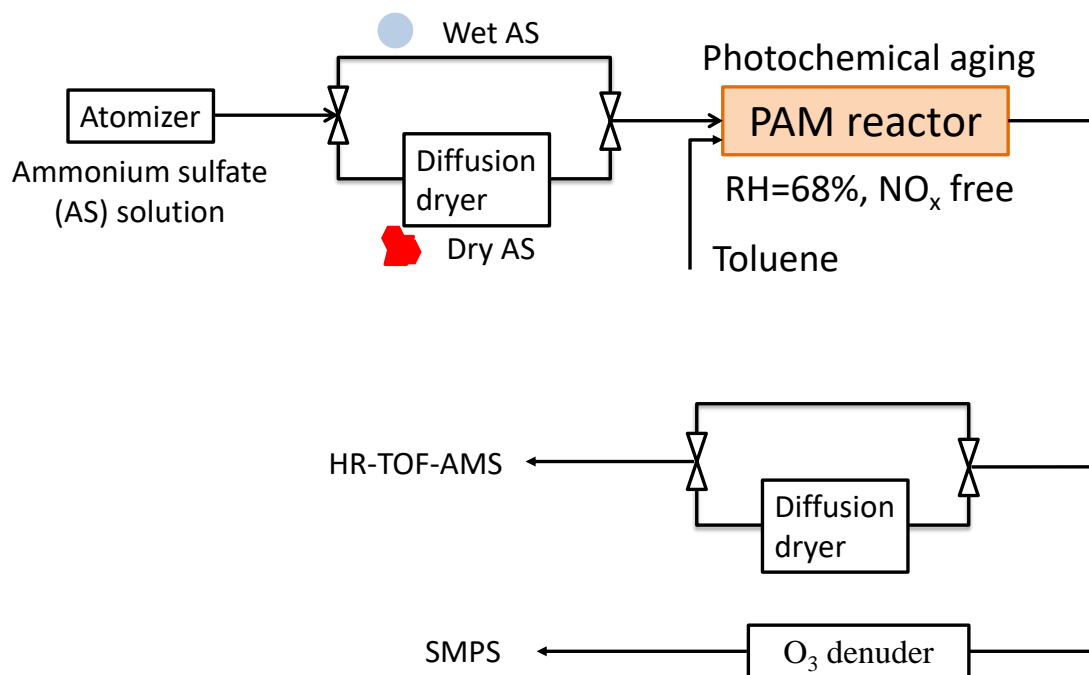 Wet AS
Photochemical aging
Atomizer
PAM reactor
Ammonium sulfate
(AS) solution
Diffusion
dryer
RH=68%, NOₓ free
Dry AS
Toluene
HR-TOF-AMS
Diffusion
dryer
SMPS
O₃ denuder